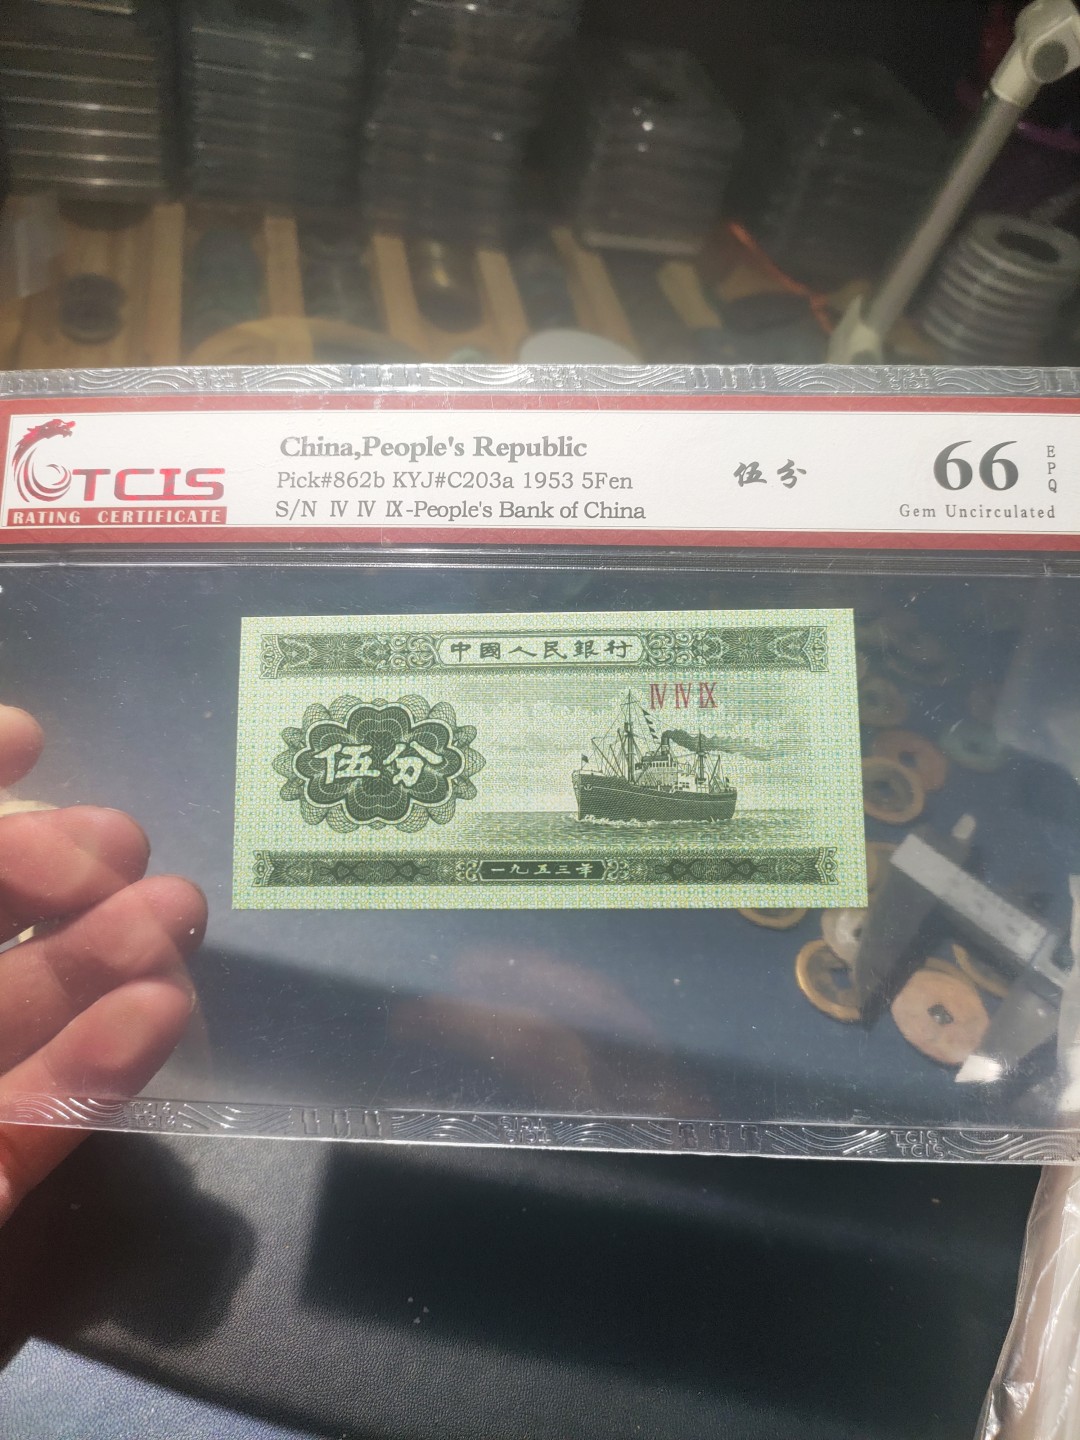 TCIS
RATING CERTIFICATE
China,People's Republic
Pick#862b KYJ#C203a 1953 5Fen
S/N Ⅳ Ⅳ Ⅸ-People's Bank of China
伍分
66
EPQ
Gem Uncirculated
中國人民銀行
Ⅳ Ⅳ Ⅸ
伍分
一九五三年
TCIS